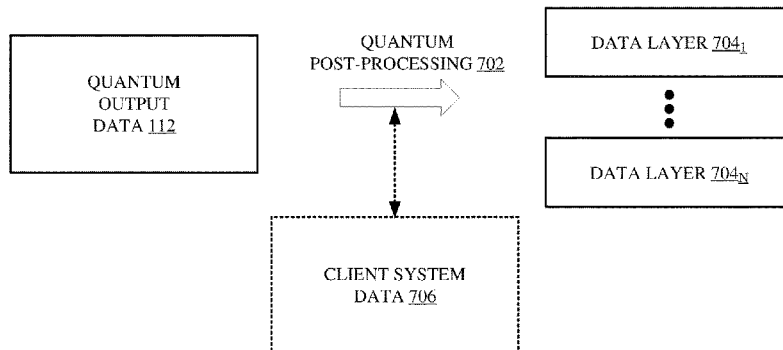 QUANTUM
OUTPUT
DATA 112
QUANTUM
POST-PROCESSING 702
DATA LAYER 704₁
DATA LAYER 704ₙ
CLIENT SYSTEM
DATA 706